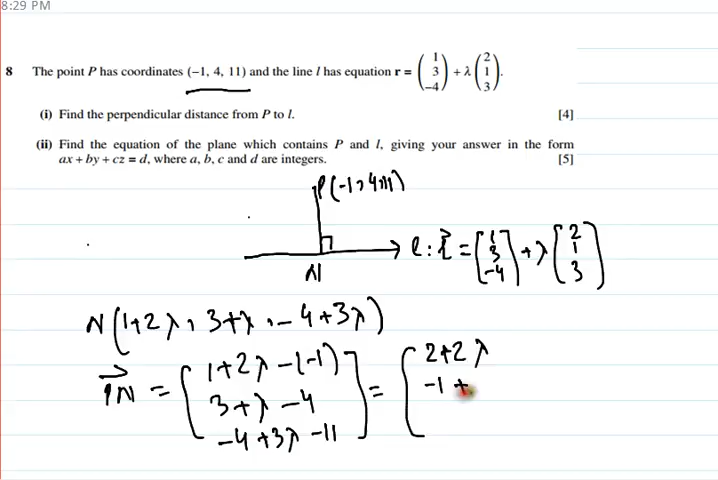 8:29 PM
8 The point P has coordinates (−1, 4, 11) and the line l has equation r = (1 3 −4) + λ (2 1 3).
(i) Find the perpendicular distance from P to l. [4]
(ii) Find the equation of the plane which contains P and l, giving your answer in the form
ax + by + cz = d, where a, b, c and d are integers. [5]
P(-1, 4, 11)
l : r = [1 3 -4] + λ [2 1 3]
N
N(1+2λ, 3+λ, -4+3λ)
PN = [1+2λ-(-1) 3+λ-4 -4+3λ-11] = [2+2λ -1+